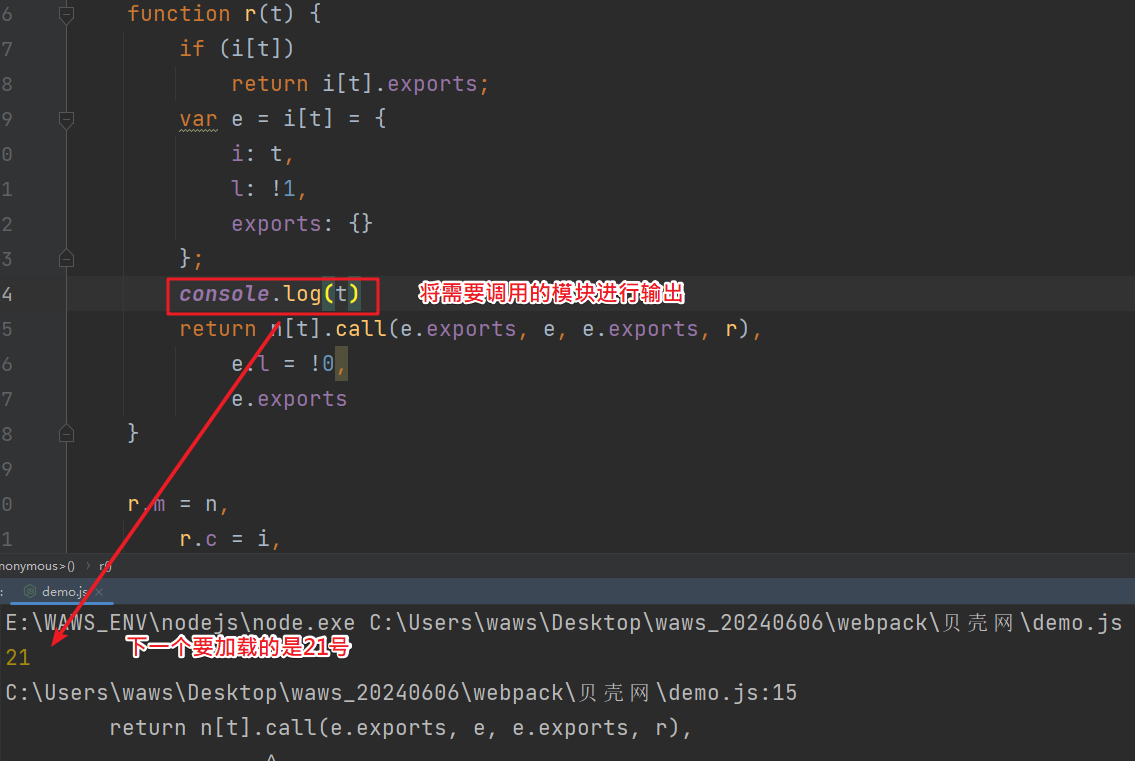 6 function r(t) {
7 if (i[t])
8 return i[t].exports;
9 var e = i[t] = {
0 i: t,
1 l: !1,
2 exports: {}
3 };
4 console.log(t) 将需要调用的模块进行输出
5 return n[t].call(e.exports, e, e.exports, r),
6 e.l = !0,
7 e.exports
8 }
9
0 r.m = n,
1 r.c = i,
nonymous>() › r()
: demo.js ×
E:\WAWS_ENV\nodejs\node.exe C:\Users\waws\Desktop\waws_20240606\webpack\贝壳网\demo.js
下一个要加载的是21号
21
C:\Users\waws\Desktop\waws_20240606\webpack\贝壳网\demo.js:15
return n[t].call(e.exports, e, e.exports, r),
^